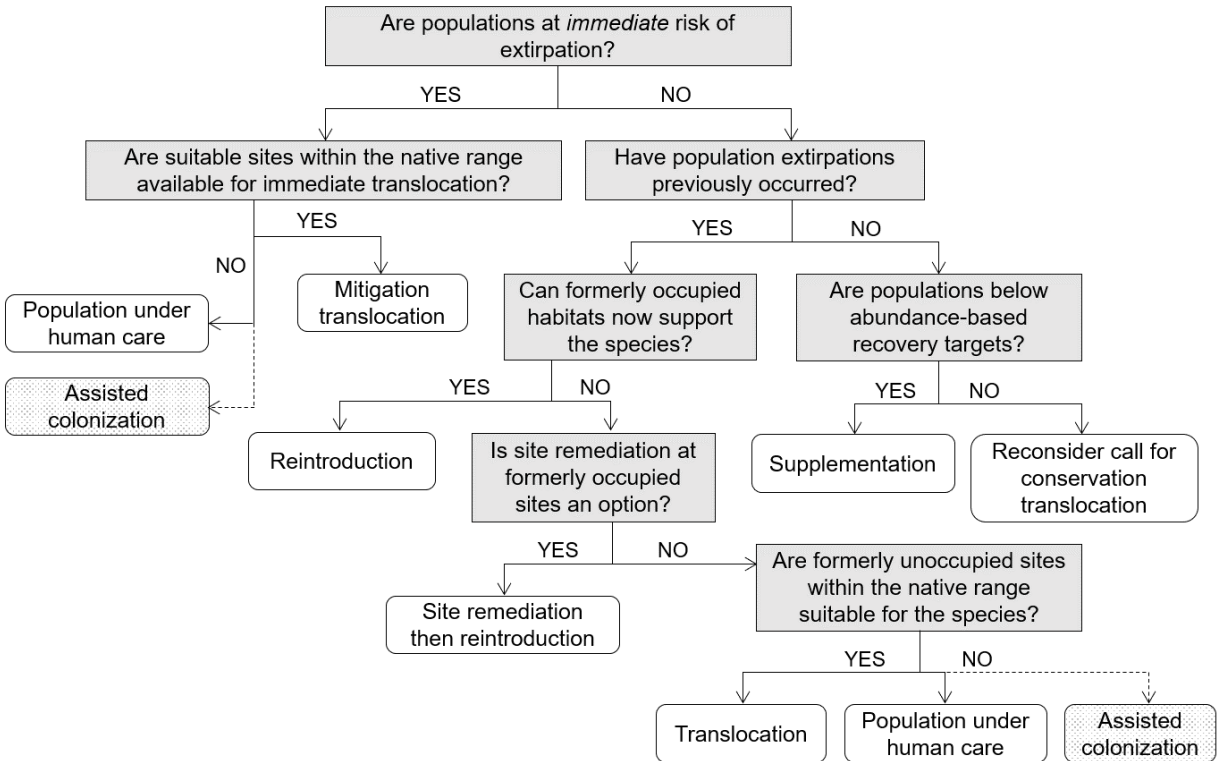 Are populations at immediate risk of
extirpation?
YES
NO
Are suitable sites within the native range
available for immediate translocation?
Have population extirpations
previously occurred?
YES
NO
YES
NO
Population under
human care
Mitigation
translocation
Can formerly occupied
habitats now support
the species?
Are populations below
abundance-based
recovery targets?
Assisted
colonization
YES
NO
YES
NO
Reintroduction
Is site remediation at
formerly occupied
sites an option?
Supplementation
Reconsider call for
conservation
translocation
YES
NO
Site remediation
then reintroduction
Are formerly unoccupied sites
within the native range
suitable for the species?
YES
NO
Translocation
Population under
human care
Assisted
colonization